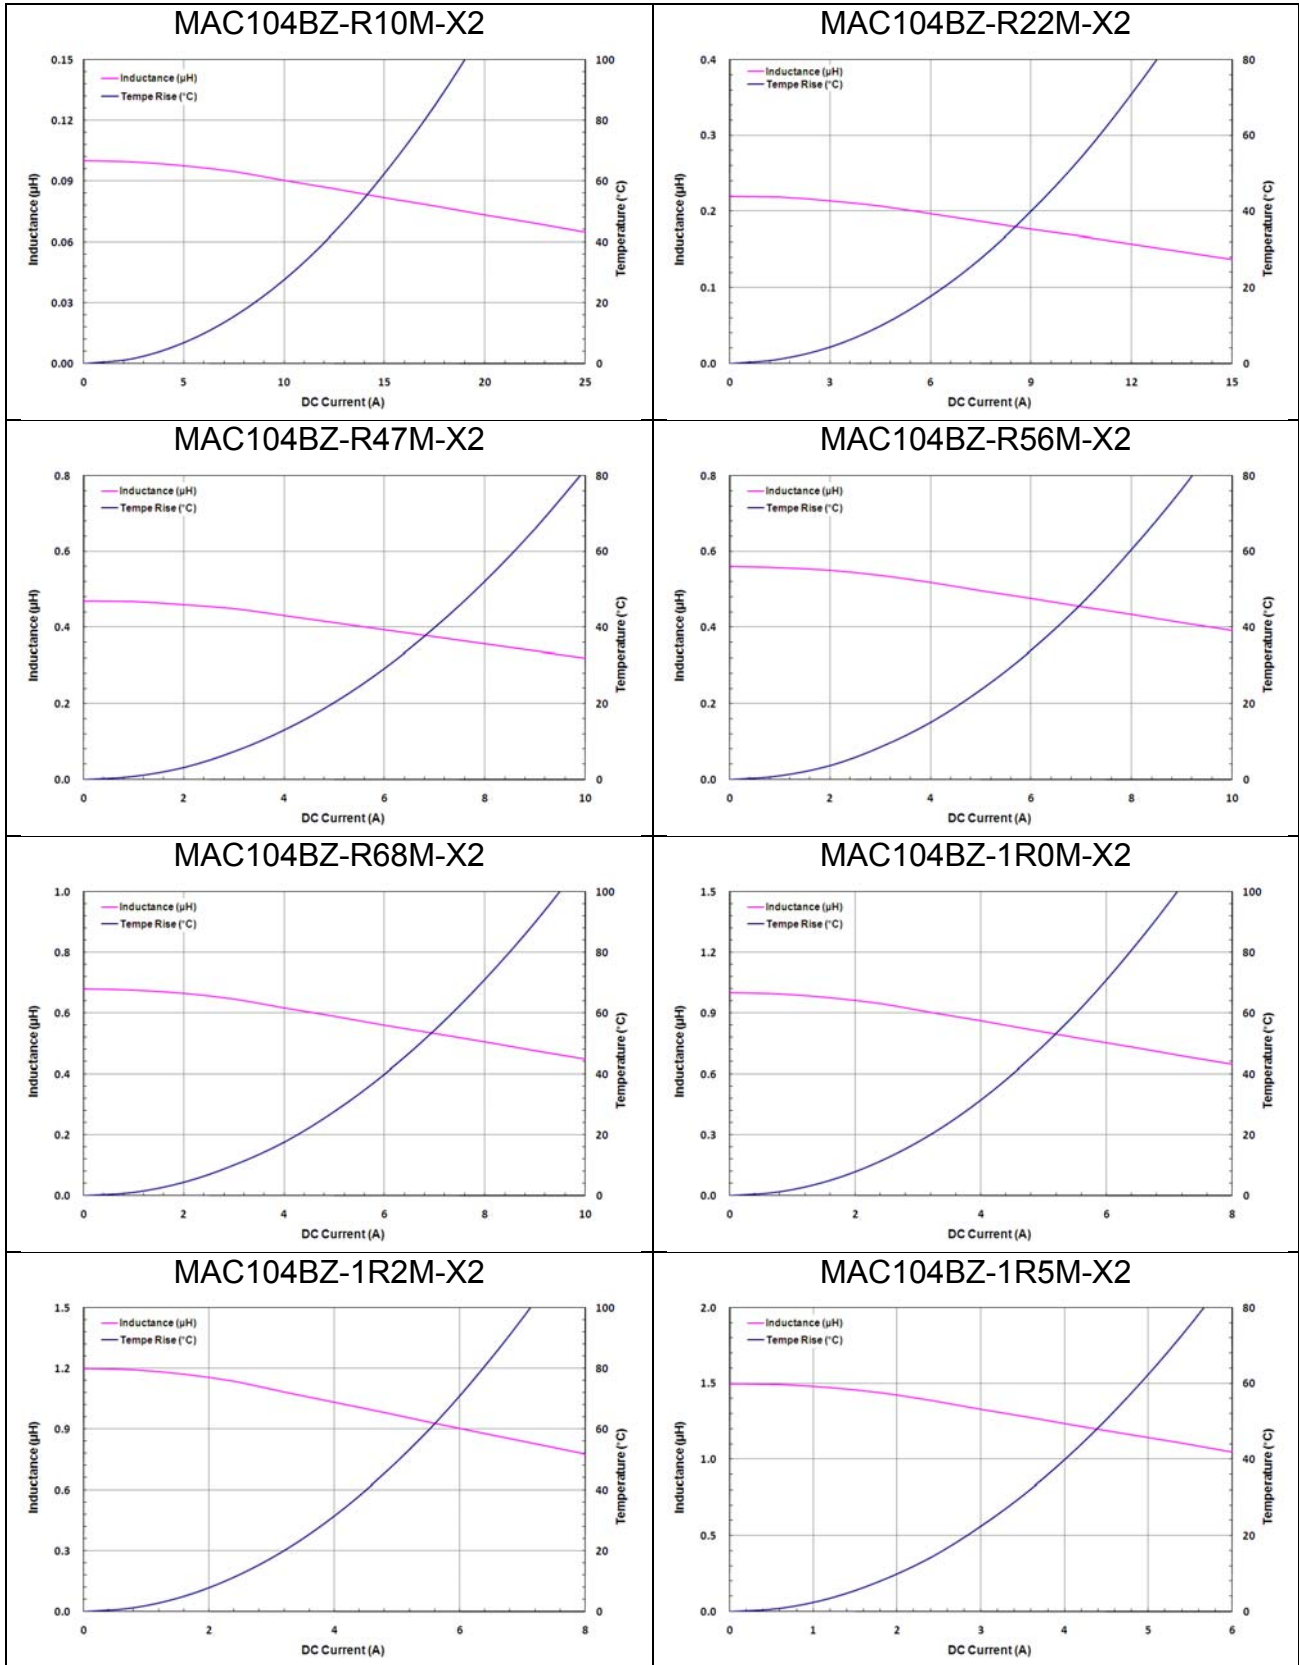 MAC104BZ-R10M-X2
Inductance (µH)
Tempe Rise (°C)
0.15
0.12
0.09
0.06
0.03
0.00
Inductance (µH)
100
80
60
40
20
0
Temperature (°C)
0 5 10 15 20 25
DC Current (A)
MAC104BZ-R22M-X2
Inductance (µH)
Tempe Rise (°C)
0.4
0.3
0.2
0.1
0.0
Inductance (µH)
80
60
40
20
0
Temperature (°C)
0 3 6 9 12 15
DC Current (A)
MAC104BZ-R47M-X2
Inductance (µH)
Tempe Rise (°C)
0.8
0.6
0.4
0.2
0.0
Inductance (µH)
80
60
40
20
0
Temperature (°C)
0 2 4 6 8 10
DC Current (A)
MAC104BZ-R56M-X2
Inductance (µH)
Tempe Rise (°C)
0.8
0.6
0.4
0.2
0.0
Inductance (µH)
80
60
40
20
0
Temperature (°C)
0 2 4 6 8 10
DC Current (A)
MAC104BZ-R68M-X2
Inductance (µH)
Tempe Rise (°C)
1.0
0.8
0.6
0.4
0.2
0.0
Inductance (µH)
100
80
60
40
20
0
Temperature (°C)
0 2 4 6 8 10
DC Current (A)
MAC104BZ-1R0M-X2
Inductance (µH)
Tempe Rise (°C)
1.5
1.2
0.9
0.6
0.3
0.0
Inductance (µH)
100
80
60
40
20
0
Temperature (°C)
0 2 4 6 8
DC Current (A)
MAC104BZ-1R2M-X2
Inductance (µH)
Tempe Rise (°C)
1.5
1.2
0.9
0.6
0.3
0.0
Inductance (µH)
100
80
60
40
20
0
Temperature (°C)
0 2 4 6 8
DC Current (A)
MAC104BZ-1R5M-X2
Inductance (µH)
Tempe Rise (°C)
2.0
1.5
1.0
0.5
0.0
Inductance (µH)
80
60
40
20
0
Temperature (°C)
0 1 2 3 4 5 6
DC Current (A)